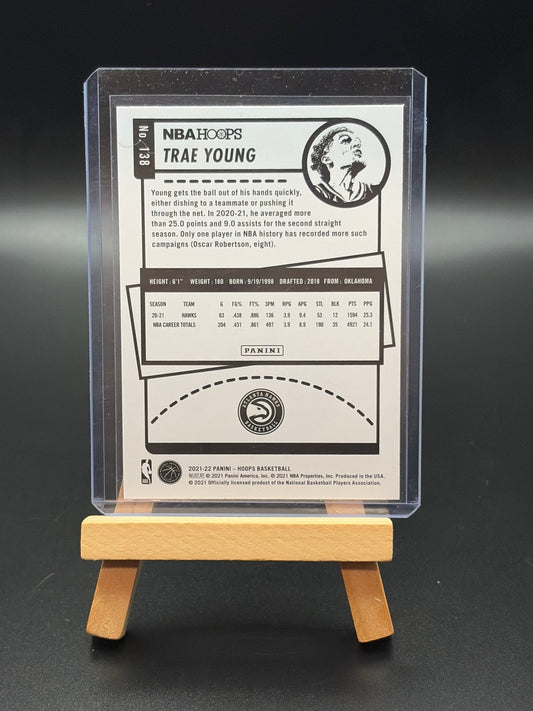 No. 138
NBA HOOPS
TRAE YOUNG
Young gets the ball out of his hands quickly,
either dishing to a teammate or pushing it
through the net. In 2020-21, he averaged more
than 25.0 points and 9.0 assists for the second straight
season. Only one player in NBA history has recorded more such
campaigns (Oscar Robertson, eight).
HEIGHT: 6'1" WEIGHT: 180 BORN: 9/19/1998 DRAFTED: 2018 FROM: OKLAHOMA
SEASON TEAM G FG% FT% 3PM RPG APG STL BLK PTS PPG
20-21 HAWKS 63 .438 .886 136 3.9 9.4 53 12 1594 25.3
NBA CAREER TOTALS 204 .431 .861 497 3.9 8.9 190 35 4921 24.1
PANINI
ATLANTA HAWKS
BASKETBALL
2021-22 PANINI – HOOPS BASKETBALL
帕尼尼 © 2021 Panini America, Inc. © 2021 NBA Properties, Inc. Produced in the USA.
© 2021 Officially licensed product of the National Basketball Players Association.